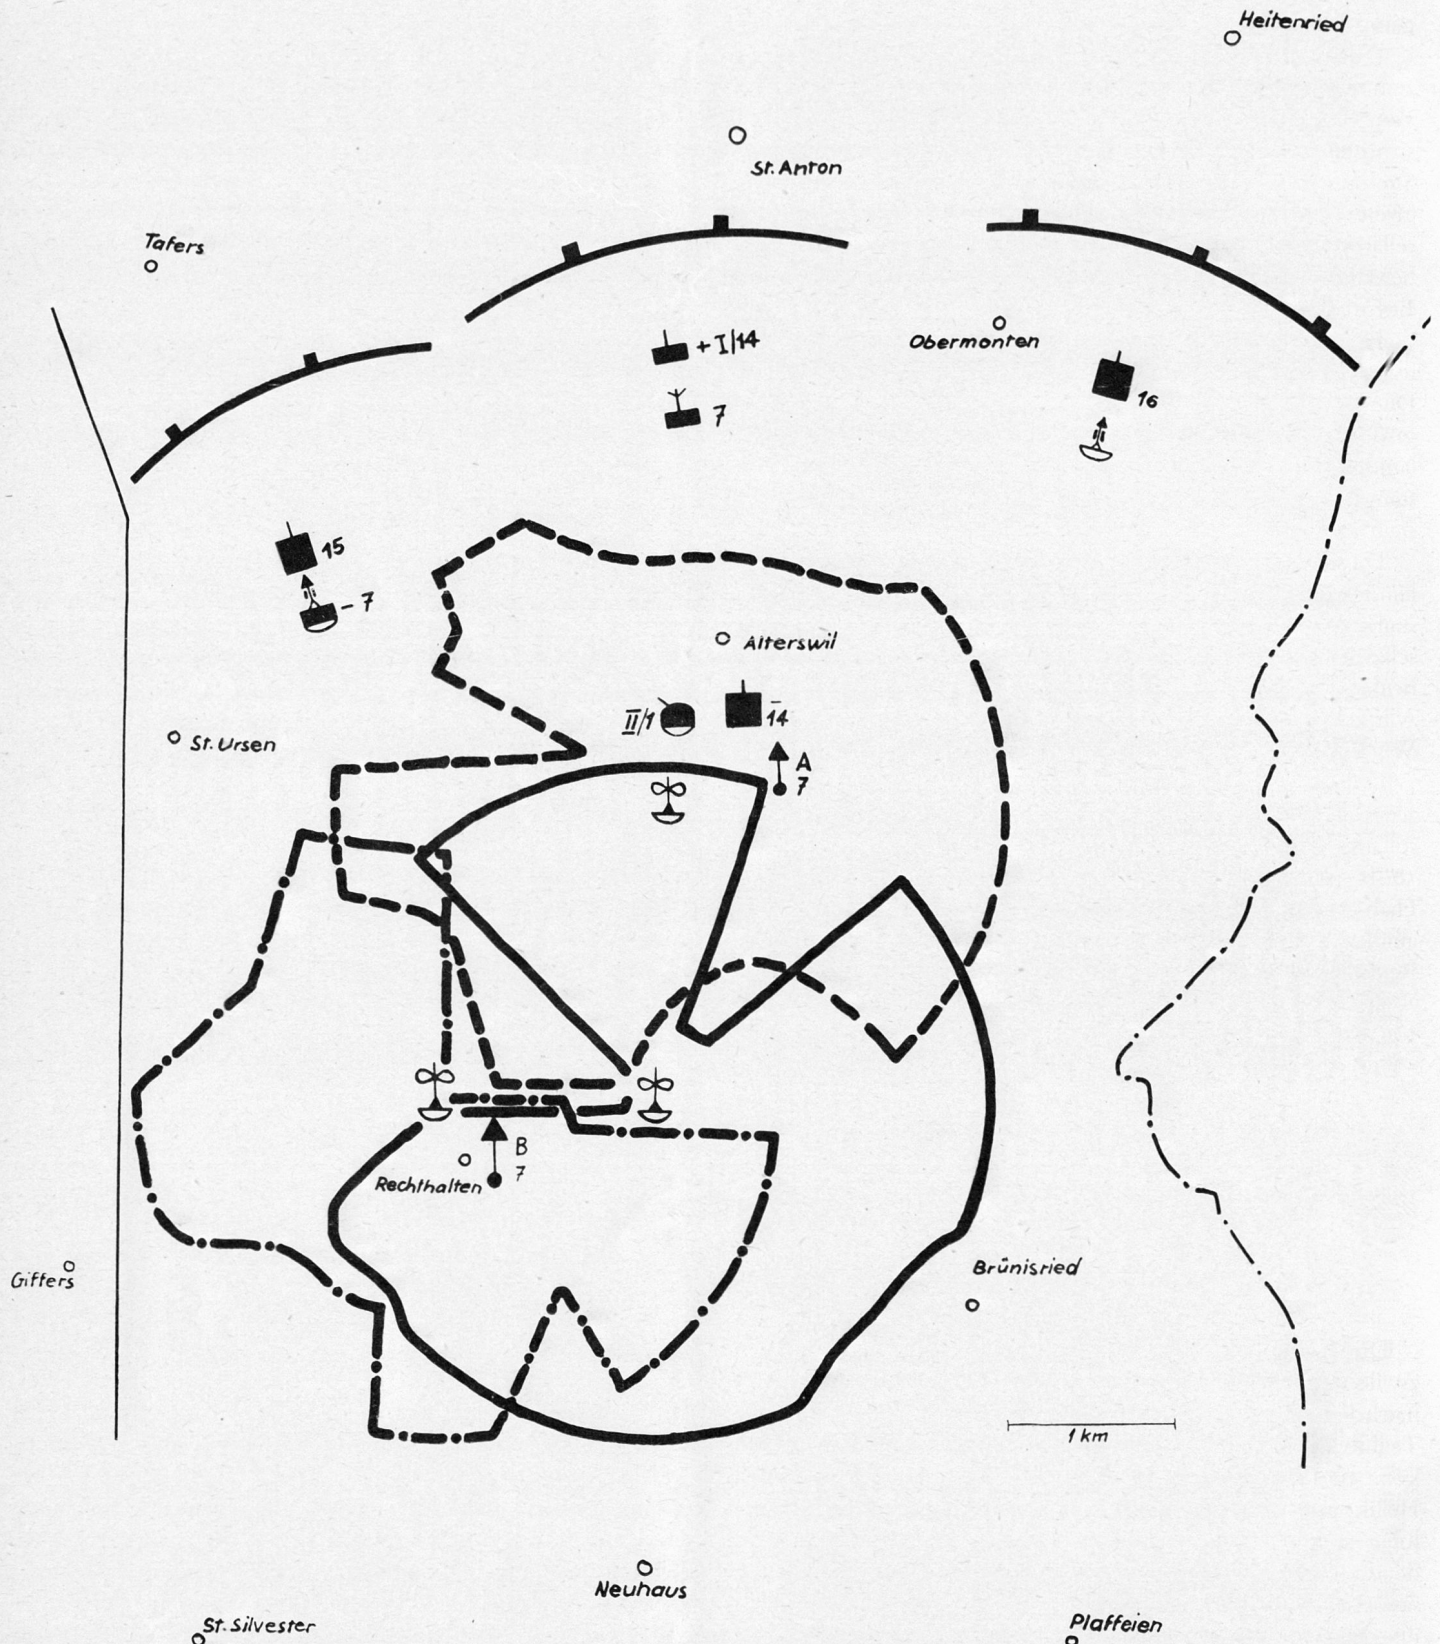 Heitenried
St. Anton
Tafers
+ I/14
Obermonten
7
16
15
- 7
Alterswil
II/1
14
St. Ursen
A
7
B
7
Rechthalten
Brünisried
Giffers
1 km
Neuhaus
St. Silvester
Plaffeien